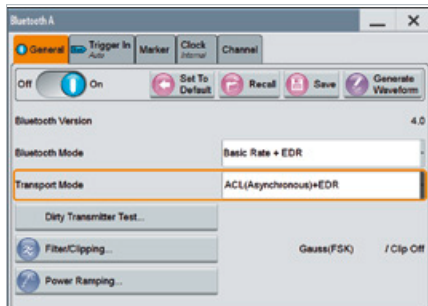 Bluetooth A
General Trigger In Auto Marker Clock Internal Channel
Off On Set To Default Recall Save Generate Waveform
Bluetooth Version 4.0
Bluetooth Mode Basic Rate + EDR
Transport Mode ACL(Asynchronous)+EDR
Dirty Transmitter Test...
Filter/Clipping... Gauss(FSK) / Clip Off
Power Ramping...